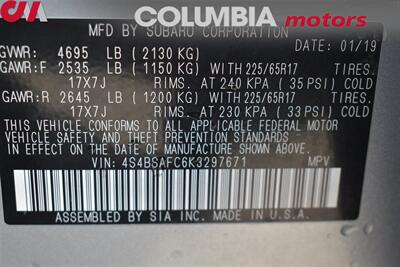 COLUMBIA motors
MFD. BY SUBARU CORPORATION DATE: 01/19
GVWR: 4695 LB (2130 KG)
GAWR:F 2535 LB (1150 KG) WITH 225/65R17 TIRES.
17X7J RIMS. AT 240 KPA (35 PSI) COLD
GAWR:R 2645 LB (1200 KG) WITH 225/65R17 TIRES.
17X7J RIMS. AT 230 KPA (33 PSI) COLD
THIS VEHICLE CONFORMS TO ALL APPLICABLE FEDERAL MOTOR
VEHICLE SAFETY AND THEFT PREVENTION STANDARDS
IN EFFECT ON THE DATE OF MANUFACTURE SHOWN ABOVE.
VIN: 4S4BSAFC6K3297671 MPV
ASSEMBLED BY SIA INC. MADE IN U.S.A.